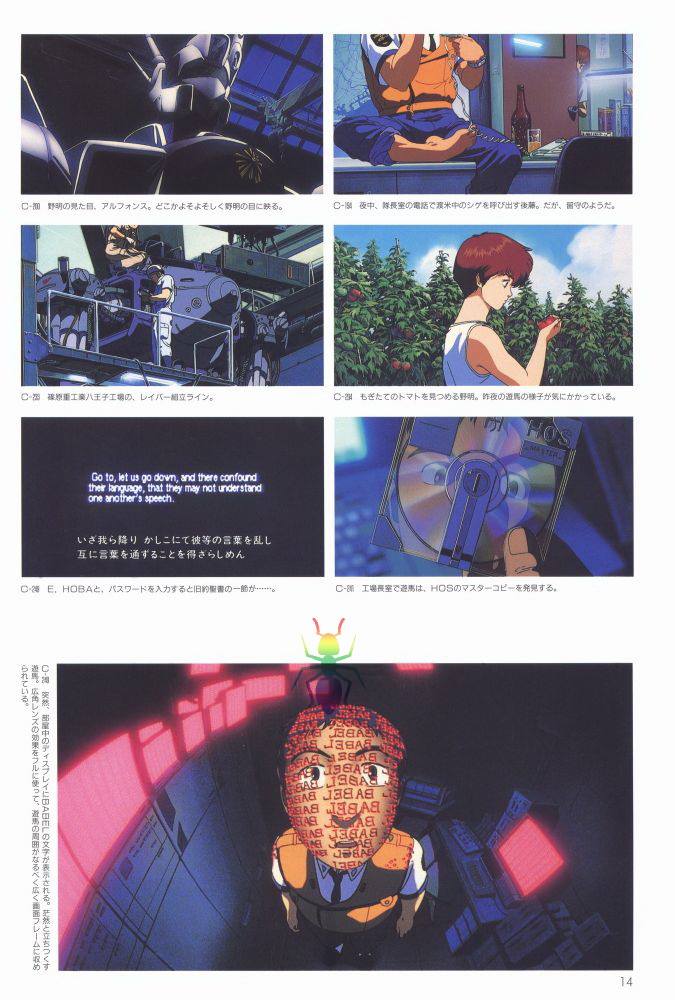 C-
野明の見た目、アルフォンス。どこかよそよそしく野明の目に映る。
C-
夜中、隊長室の電話で渡米中のシゲを呼び出す後藤。だが、留守のようだ。
C-
篠原重工業八王子工場の、レイバー組立ライン。
C-
もぎたてのトマトを見つめる野明。昨夜の遊馬の様子が気にかかっている。
Go to, let us go down, and there confound
their language, that they may not understand
one another's speech.
いざ我ら降り かしこにて彼等の言葉を乱し
互に言葉を通ずることを得ざらしめん
HOS
MASTER
C-
E、HOBAと、パスワードを入力すると旧約聖書の一節が……。
C-
工場長室で遊馬は、HOSのマスターコピーを発見する。
C-
突然、部屋中のディスプレイにBABELの文字が表示される。茫然と立ちつくす
遊馬。広角レンズの効果をフルに使って、遊馬の周囲がなるべく広く画面フレームに収め
られている。
BABEL
14